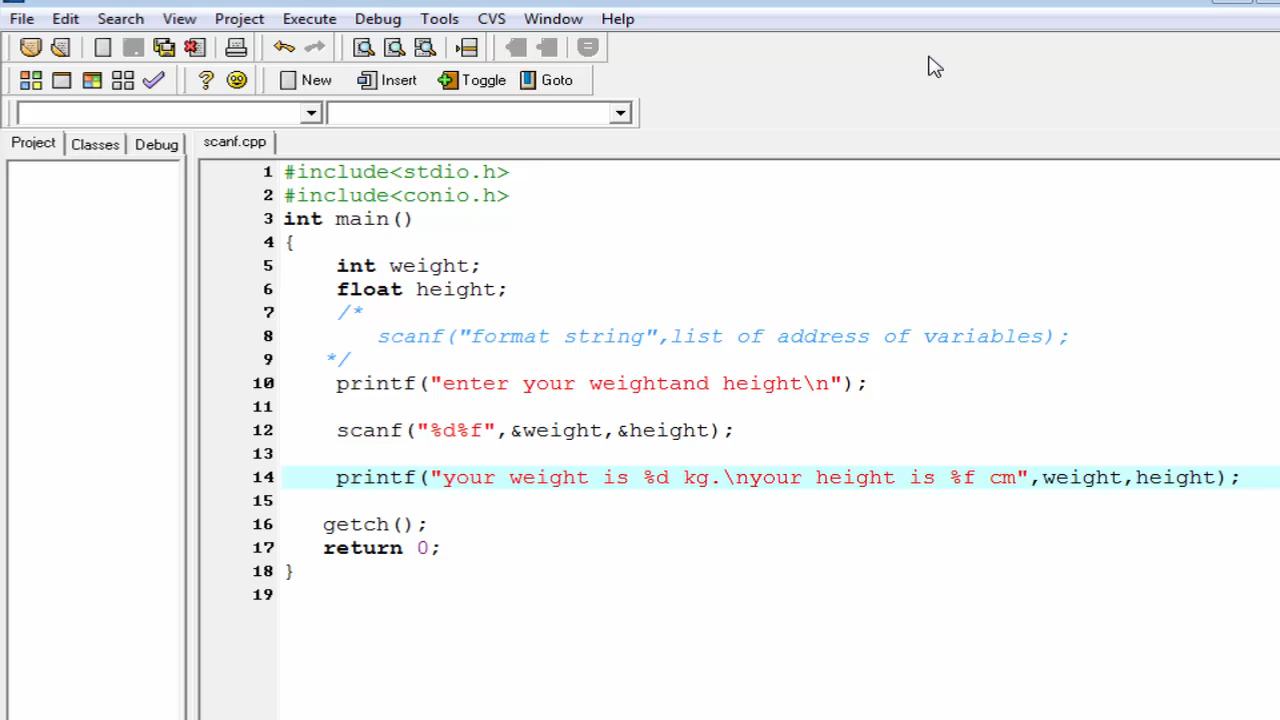 File Edit Search View Project Execute Debug Tools CVS Window Help
New Insert Toggle Goto
Project Classes Debug scanf.cpp
1 #include<stdio.h>
2 #include<conio.h>
3 int main()
4 {
5 int weight;
6 float height;
7 /*
8 scanf("format string",list of address of variables);
9 */
10 printf("enter your weightand height\n");
11
12 scanf("%d%f",&weight,&height);
13
14 printf("your weight is %d kg.\nyour height is %f cm",weight,height);
15
16 getch();
17 return 0;
18 }
19